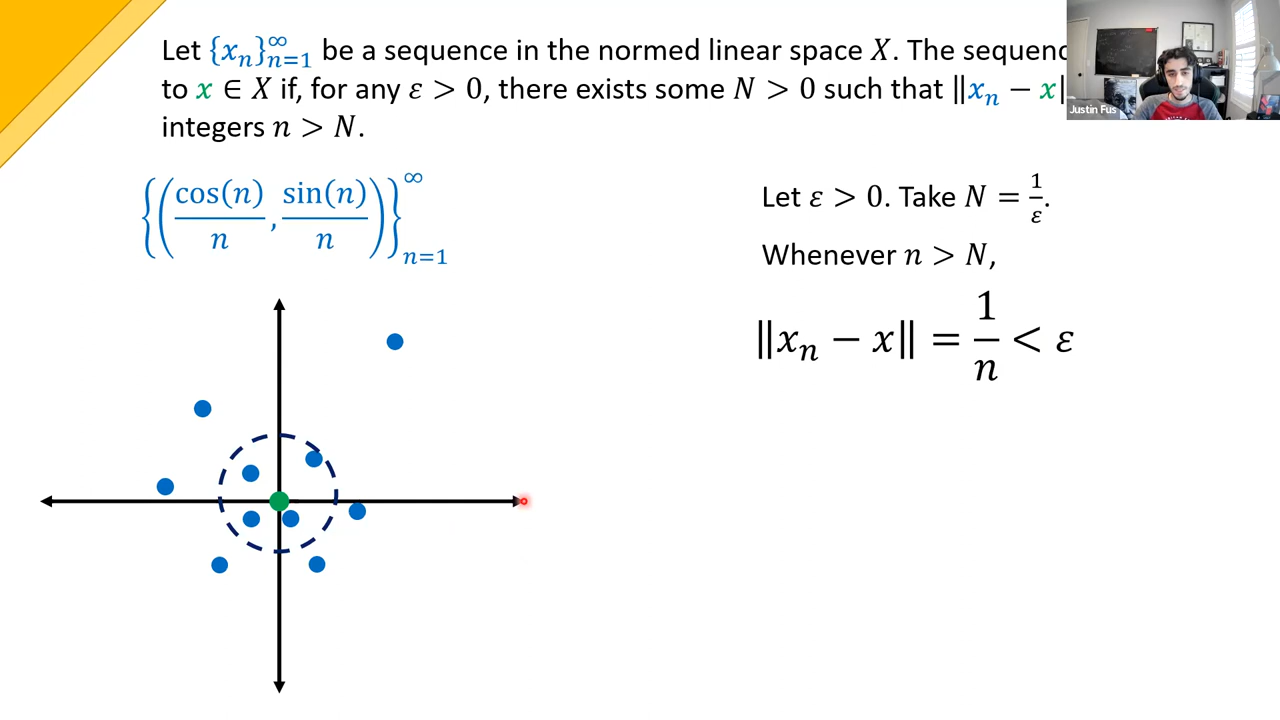 Let {xₙ}ₙ₌₁^∞ be a sequence in the normed linear space X. The
to x ∈ X if, for any ε > 0, there exists some N > 0 such that ‖xₙ − x
integers n > N.
{(cos(n)/n, sin(n)/n)}ₙ₌₁^∞
Let ε > 0. Take N = 1/ε.
Whenever n > N,
‖xₙ − x‖ = 1/n < ε
Justin Fus